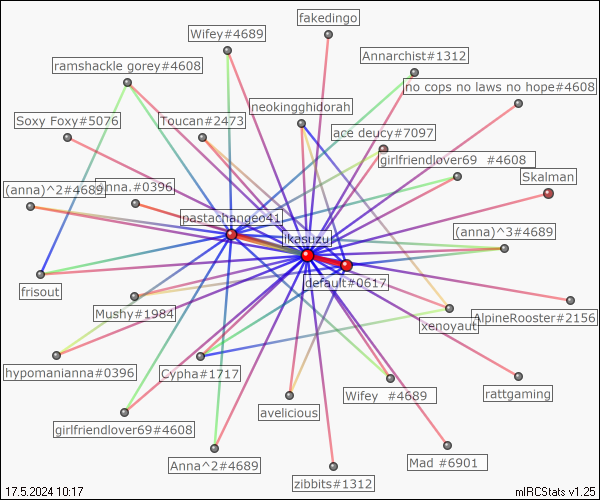 fakedingo
Wifey#4689
Annarchist#1312
ramshackle gorey#4608
no cops no laws no hope#4608
neokingghidorah
Soxy Foxy#5076
Toucan#2473
ace deucy#7097
girlfriendlover69 #4608
Skalman
(anna)^2#4689
anna.#0396
pastachangeo41
(anna)^3#4689
ikasuzu
default#0617
frisout
Mushy#1984
AlpineRooster#2156
xenoyaut
hypomanianna#0396
Cypha#1717
Wifey #4689
rattgaming
avelicious
girlfriendlover69#4608
Anna^2#4689
Mad #6901
zibbits#1312
17.5.2024 10:17
mIRCStats v1.25